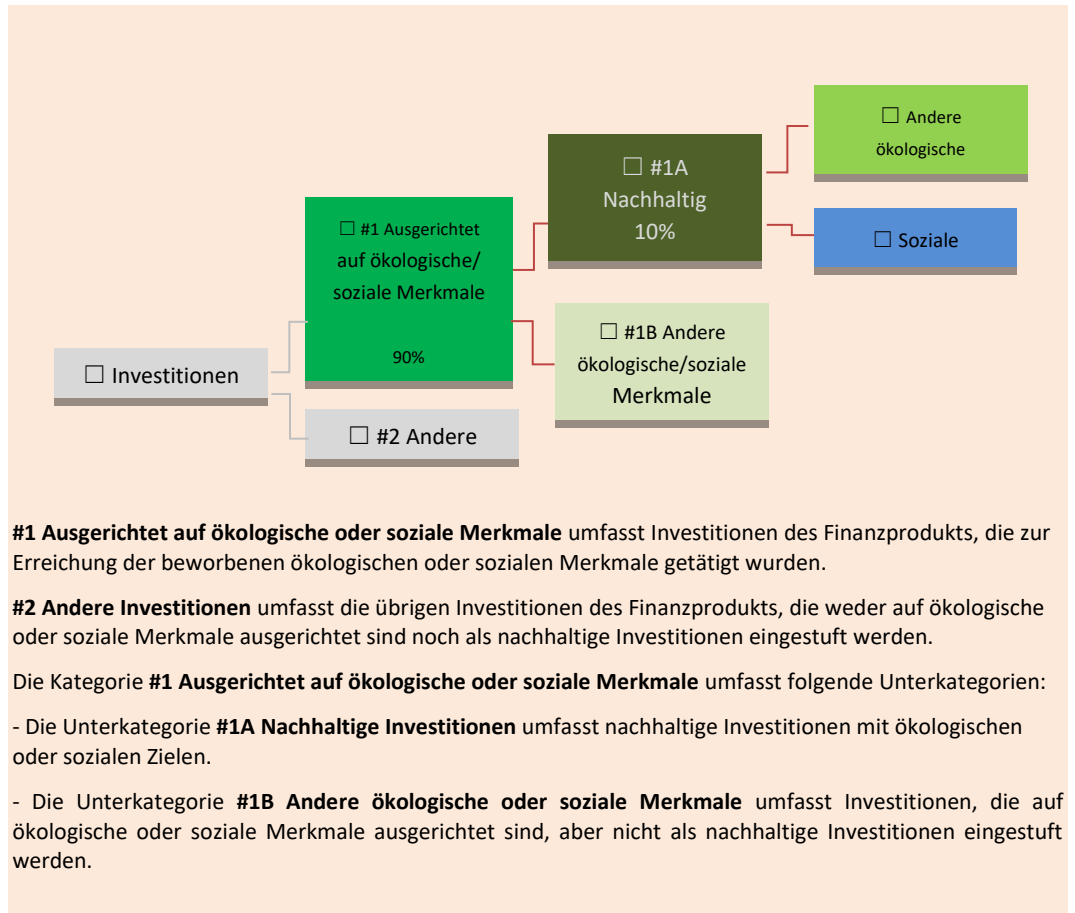 ☐ Andere
ökologische
☐ #1A
Nachhaltig
10%
☐ Soziale
☐ #1 Ausgerichtet
auf ökologische/
soziale Merkmale
90%
☐ #1B Andere
ökologische/soziale
Merkmale
☐ Investitionen
☐ #2 Andere
#1 Ausgerichtet auf ökologische oder soziale Merkmale umfasst Investitionen des Finanzprodukts, die zur
Erreichung der beworbenen ökologischen oder sozialen Merkmale getätigt wurden.
#2 Andere Investitionen umfasst die übrigen Investitionen des Finanzprodukts, die weder auf ökologische
oder soziale Merkmale ausgerichtet sind noch als nachhaltige Investitionen eingestuft werden.
Die Kategorie #1 Ausgerichtet auf ökologische oder soziale Merkmale umfasst folgende Unterkategorien:
- Die Unterkategorie #1A Nachhaltige Investitionen umfasst nachhaltige Investitionen mit ökologischen
oder sozialen Zielen.
- Die Unterkategorie #1B Andere ökologische oder soziale Merkmale umfasst Investitionen, die auf
ökologische oder soziale Merkmale ausgerichtet sind, aber nicht als nachhaltige Investitionen eingestuft
werden.